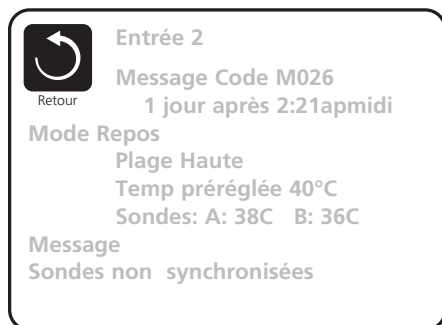 Entrée 2
Message Code M026
1 jour après 2:21apmidi
Retour
Mode Repos
Plage Haute
Temp préréglée 40°C
Sondes: A: 38C B: 36C
Message
Sondes non synchronisées